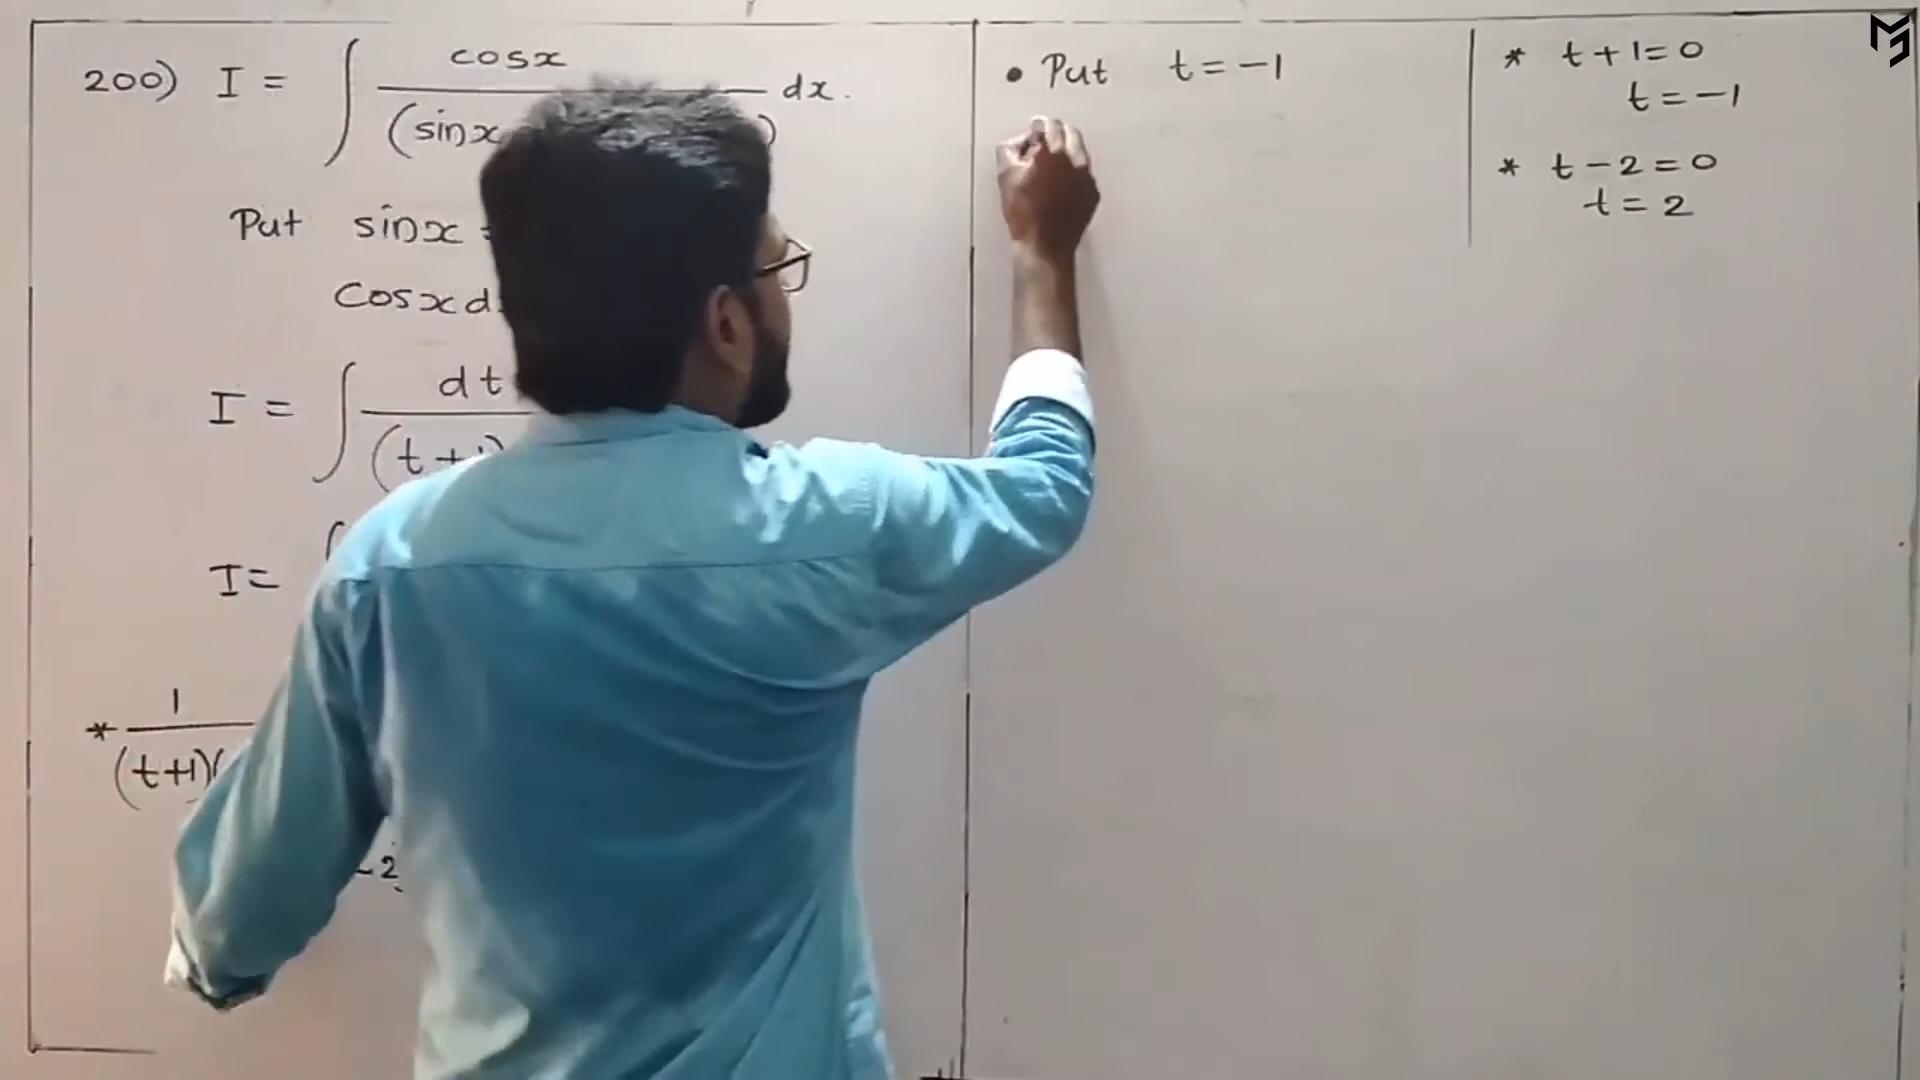 200) I = ∫ cosx
(sinx ) dx.
Put sinx =
Cosx d
I = ∫ dt
(t+1)
I = ∫
* 1
(t+1)(
-2
• Put t = -1
* t+1=0
t = -1
* t-2=0
t = 2